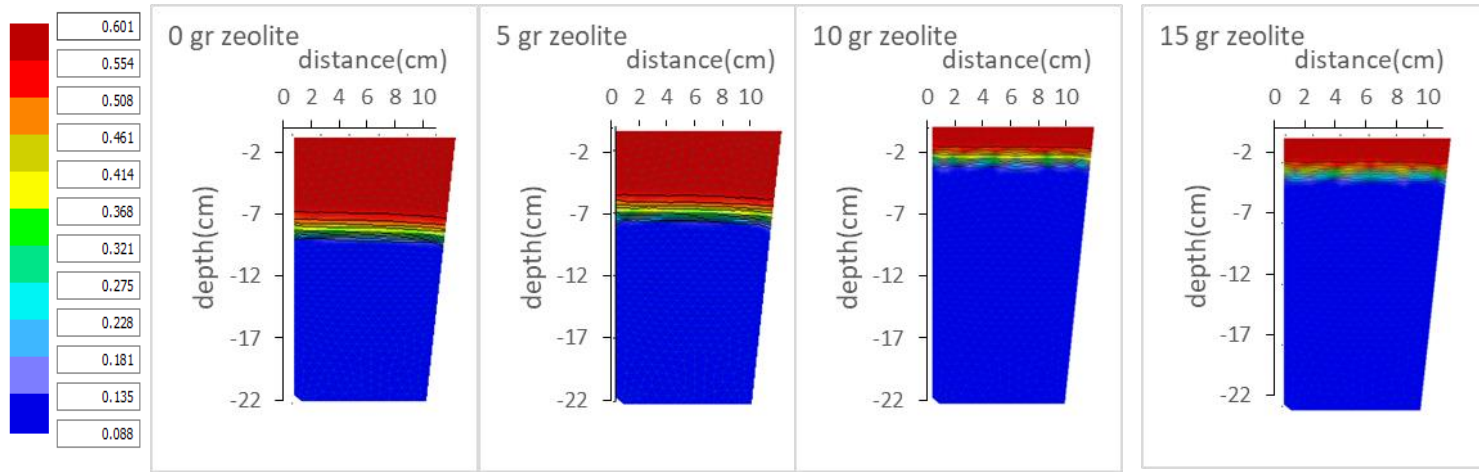 0.601
0.554
0.508
0.461
0.414
0.368
0.321
0.275
0.228
0.181
0.135
0.088
0 gr zeolite
distance(cm)
0 2 4 6 8 10
-2
-7
-12
-17
-22
depth(cm)
5 gr zeolite
distance(cm)
0 2 4 6 8 10
-2
-7
-12
-17
-22
depth(cm)
10 gr zeolite
distance(cm)
0 2 4 6 8 10
-2
-7
-12
-17
-22
depth(cm)
15 gr zeolite
distance(cm)
0 2 4 6 8 10
-2
-7
-12
-17
-22
depth(cm)